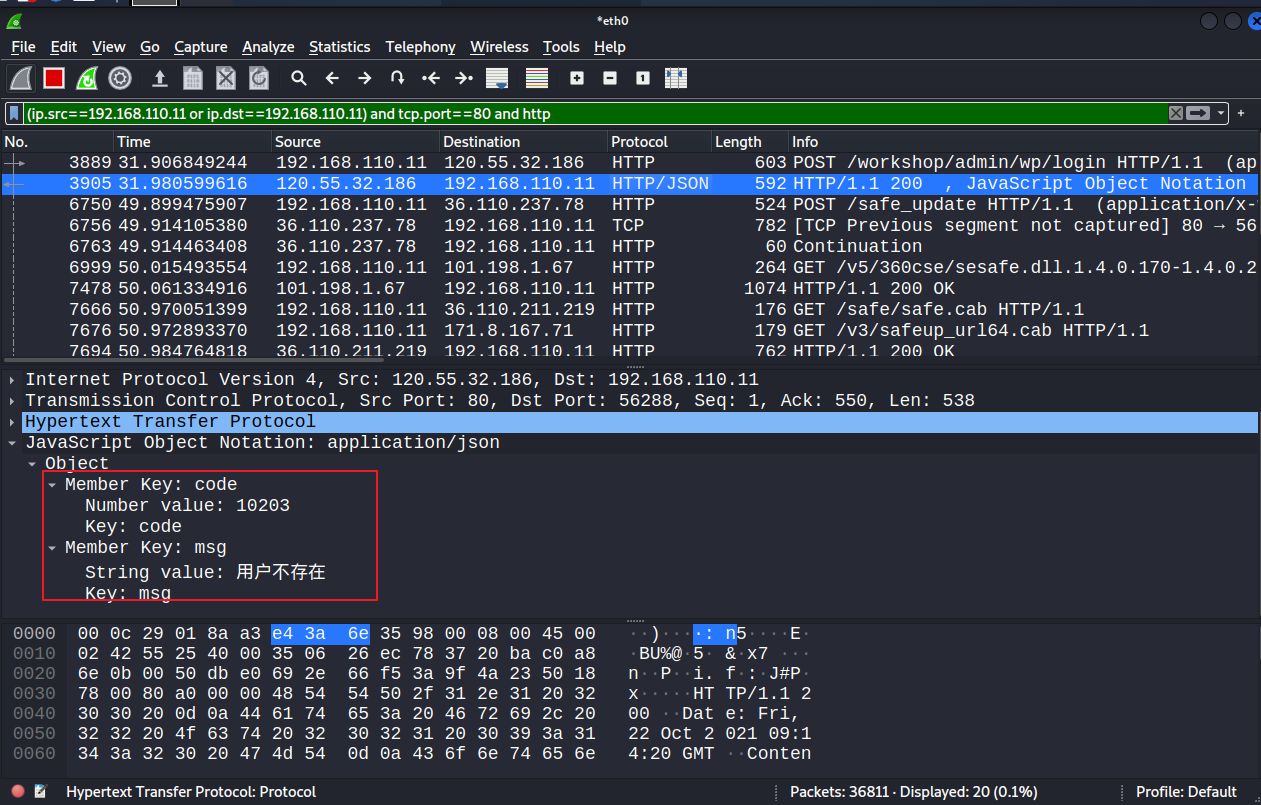 *eth0
File Edit View Go Capture Analyze Statistics Telephony Wireless Tools Help
(ip.src==192.168.110.11 or ip.dst==192.168.110.11) and tcp.port==80 and http
No. Time Source Destination Protocol Length Info
3889 31.906849244 192.168.110.11 120.55.32.186 HTTP 603 POST /workshop/admin/wp/login HTTP/1.1 (ap
3905 31.980599616 120.55.32.186 192.168.110.11 HTTP/JSON 592 HTTP/1.1 200 , JavaScript Object Notation
6750 49.899475907 192.168.110.11 36.110.237.78 HTTP 524 POST /safe_update HTTP/1.1 (application/x-
6756 49.914105380 36.110.237.78 192.168.110.11 TCP 782 [TCP Previous segment not captured] 80 → 56
6763 49.914463408 36.110.237.78 192.168.110.11 HTTP 60 Continuation
6999 50.015493554 192.168.110.11 101.198.1.67 HTTP 264 GET /v5/360cse/sesafe.dll.1.4.0.170-1.4.0.2
7478 50.061334916 101.198.1.67 192.168.110.11 HTTP 1074 HTTP/1.1 200 OK
7666 50.970051399 192.168.110.11 36.110.211.219 HTTP 176 GET /safe/safe.cab HTTP/1.1
7676 50.972893370 192.168.110.11 171.8.167.71 HTTP 179 GET /v3/safeup_url64.cab HTTP/1.1
7694 50.984764818 36.110.211.219 192.168.110.11 HTTP 762 HTTP/1.1 200 OK
Internet Protocol Version 4, Src: 120.55.32.186, Dst: 192.168.110.11
Transmission Control Protocol, Src Port: 80, Dst Port: 56288, Seq: 1, Ack: 550, Len: 538
Hypertext Transfer Protocol
JavaScript Object Notation: application/json
Object
Member Key: code
Number value: 10203
Key: code
Member Key: msg
String value: 用户不存在
Key: msg
0000 00 0c 29 01 8a a3 e4 3a 6e 35 98 00 08 00 45 00 ··)····: n5····E·
0010 02 42 55 25 40 00 35 06 26 ec 78 37 20 ba c0 a8 ·BU%@·5· &·x7 ···
0020 6e 0b 00 50 db e0 69 2e 66 f5 3a 9f 4a 23 50 18 n··P··i. f·:·J#P·
0030 78 00 80 a0 00 00 48 54 54 50 2f 31 2e 31 20 32 x·····HT TP/1.1 2
0040 30 30 20 0d 0a 44 61 74 65 3a 20 46 72 69 2c 20 00 ··Dat e: Fri,
0050 32 32 20 4f 63 74 20 32 30 32 31 20 30 39 3a 31 22 Oct 2 021 09:1
0060 34 3a 32 30 20 47 4d 54 0d 0a 43 6f 6e 74 65 6e 4:20 GMT ··Conten
Hypertext Transfer Protocol: Protocol Packets: 36811 · Displayed: 20 (0.1%) Profile: Default